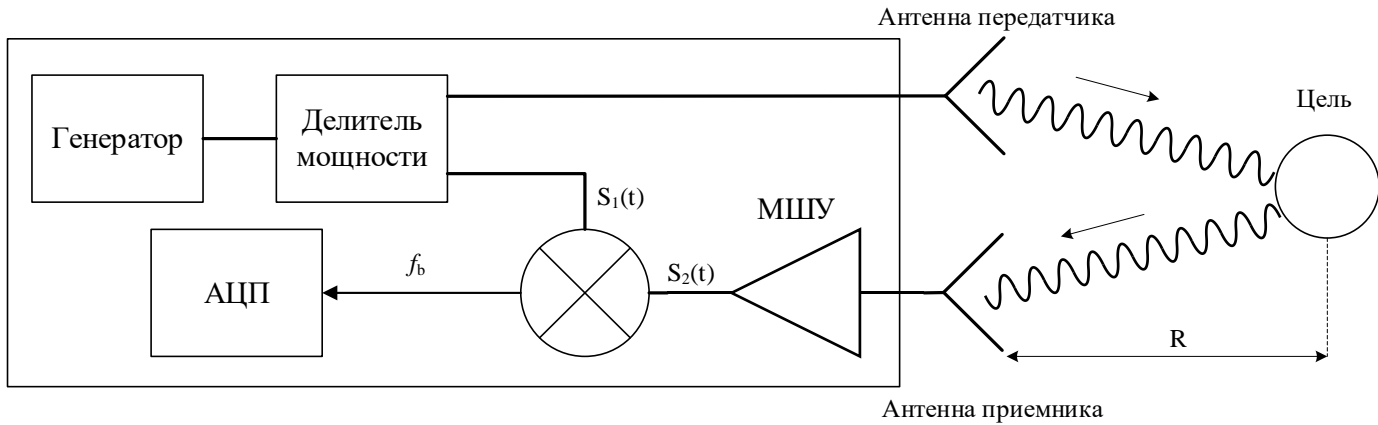 Антенна передатчика
Цель
Генератор
Делитель
мощности
S₁(t)
МШУ
АЦП
f_b
S₂(t)
R
Антенна приемника